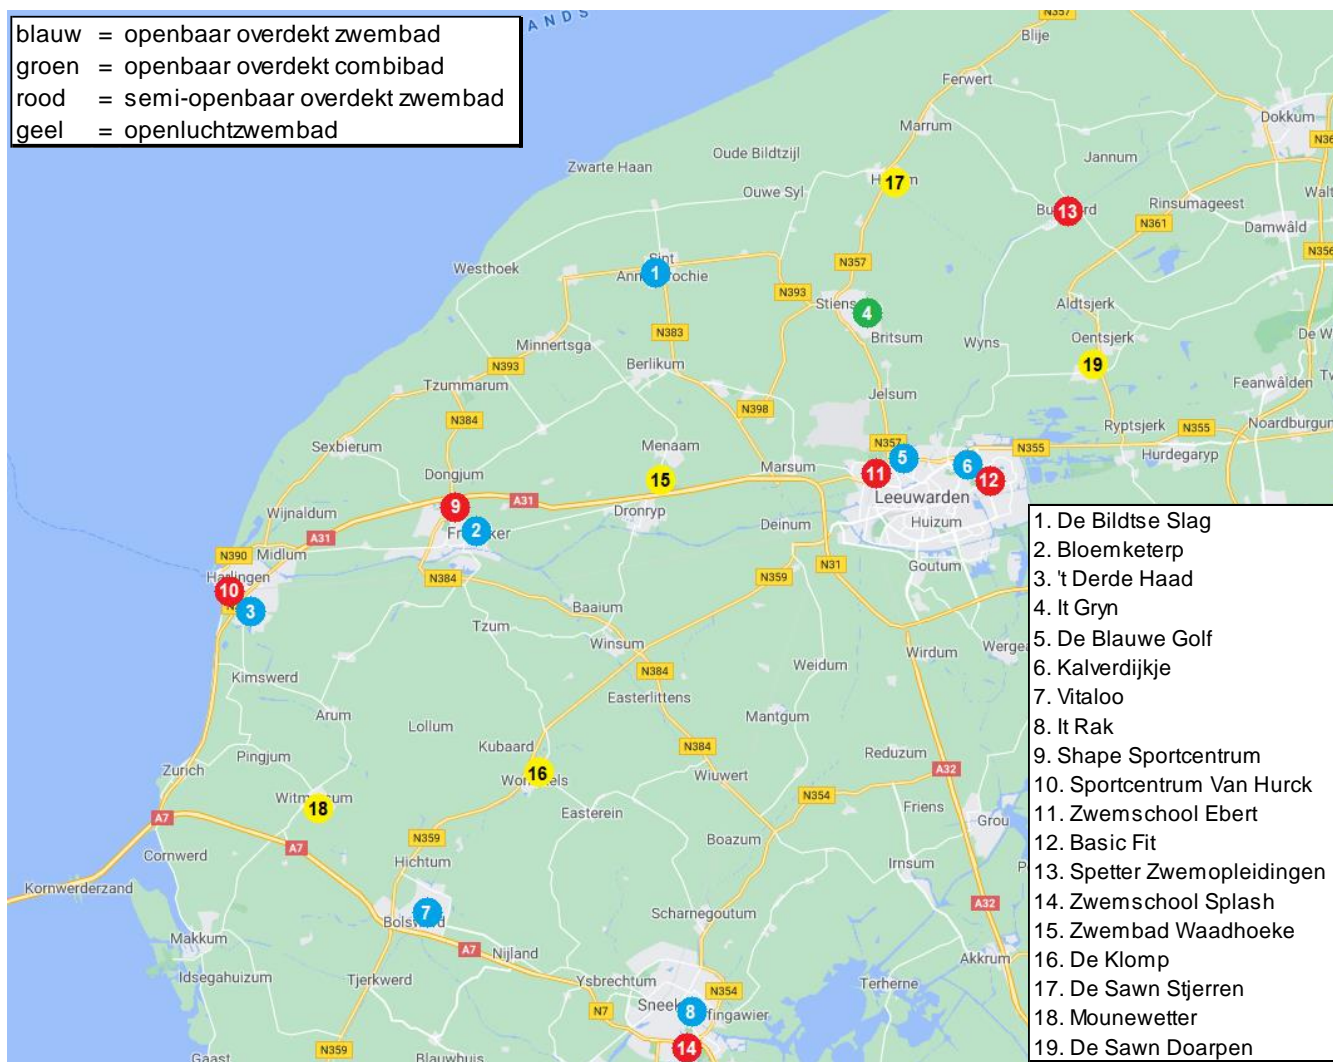 blauw = openbaar overdekt zwembad
groen = openbaar overdekt combibad
rood = semi-openbaar overdekt zwembad
geel = openluchtzwembad
ANDS
N357
Blije
Ferwert
Dokkum
Marrum
Jannum
Oude Bildtzijl
Zwarte Haan
17
Ouwe Syl
13
Rinsumageest
N361
Damwâld
N356
Westhoek
Sint
1
N357
N393
Aldtsjerk
Stiens
4
Britsum
Oentsjerk
Wyns
N383
Minnertsga
Berlikum
N393
19
Feanwâlden
Tzummarum
Jelsum
N398
N384
Ryptsjerk
N355
Noardburgum
Sexbierum
Menaam
N357
N355
Hurdegaryp
5
6
Dongjum
Marsum
11
12
15
Leeuwarden
A31
9
Wijnaldum
Dronryp
Deinum
Huizum
2
A31
N390
Midlum
Goutum
N31
N359
N384
Harlingen
10
3
Baaium
Tzum
Winsum
Wirdum
Weidum
Kimswerd
N384
Easterlittens
Arum
Lollum
Mantgum
Kubaard
N384
Reduzum
Pingjum
Zurich
A32
16
Wiuwert
18
N354
Friens
Easterein
Grou
A7
N359
Boazum
A7
Cornwerd
Hichtum
Irnsum
Kornwerderzand
A32
7
Scharnegoutum
Makkum
A7
Nijland
Akkrum
Idsegahuizum
Tjerkwerd
Ysbrechtum
Terherne
N354
Sneek
8
N7
14
N359
Gaast
Blauwhuis
1. De Bildtse Slag
2. Bloemketerp
3. 't Derde Haad
4. It Gryn
5. De Blauwe Golf
6. Kalverdijkje
7. Vitaloo
8. It Rak
9. Shape Sportcentrum
10. Sportcentrum Van Hurck
11. Zwemschool Ebert
12. Basic Fit
13. Spetter Zwemopleidingen
14. Zwemschool Splash
15. Zwembad Waadhoeke
16. De Klomp
17. De Sawn Stjerren
18. Mounewetter
19. De Sawn Doarpen